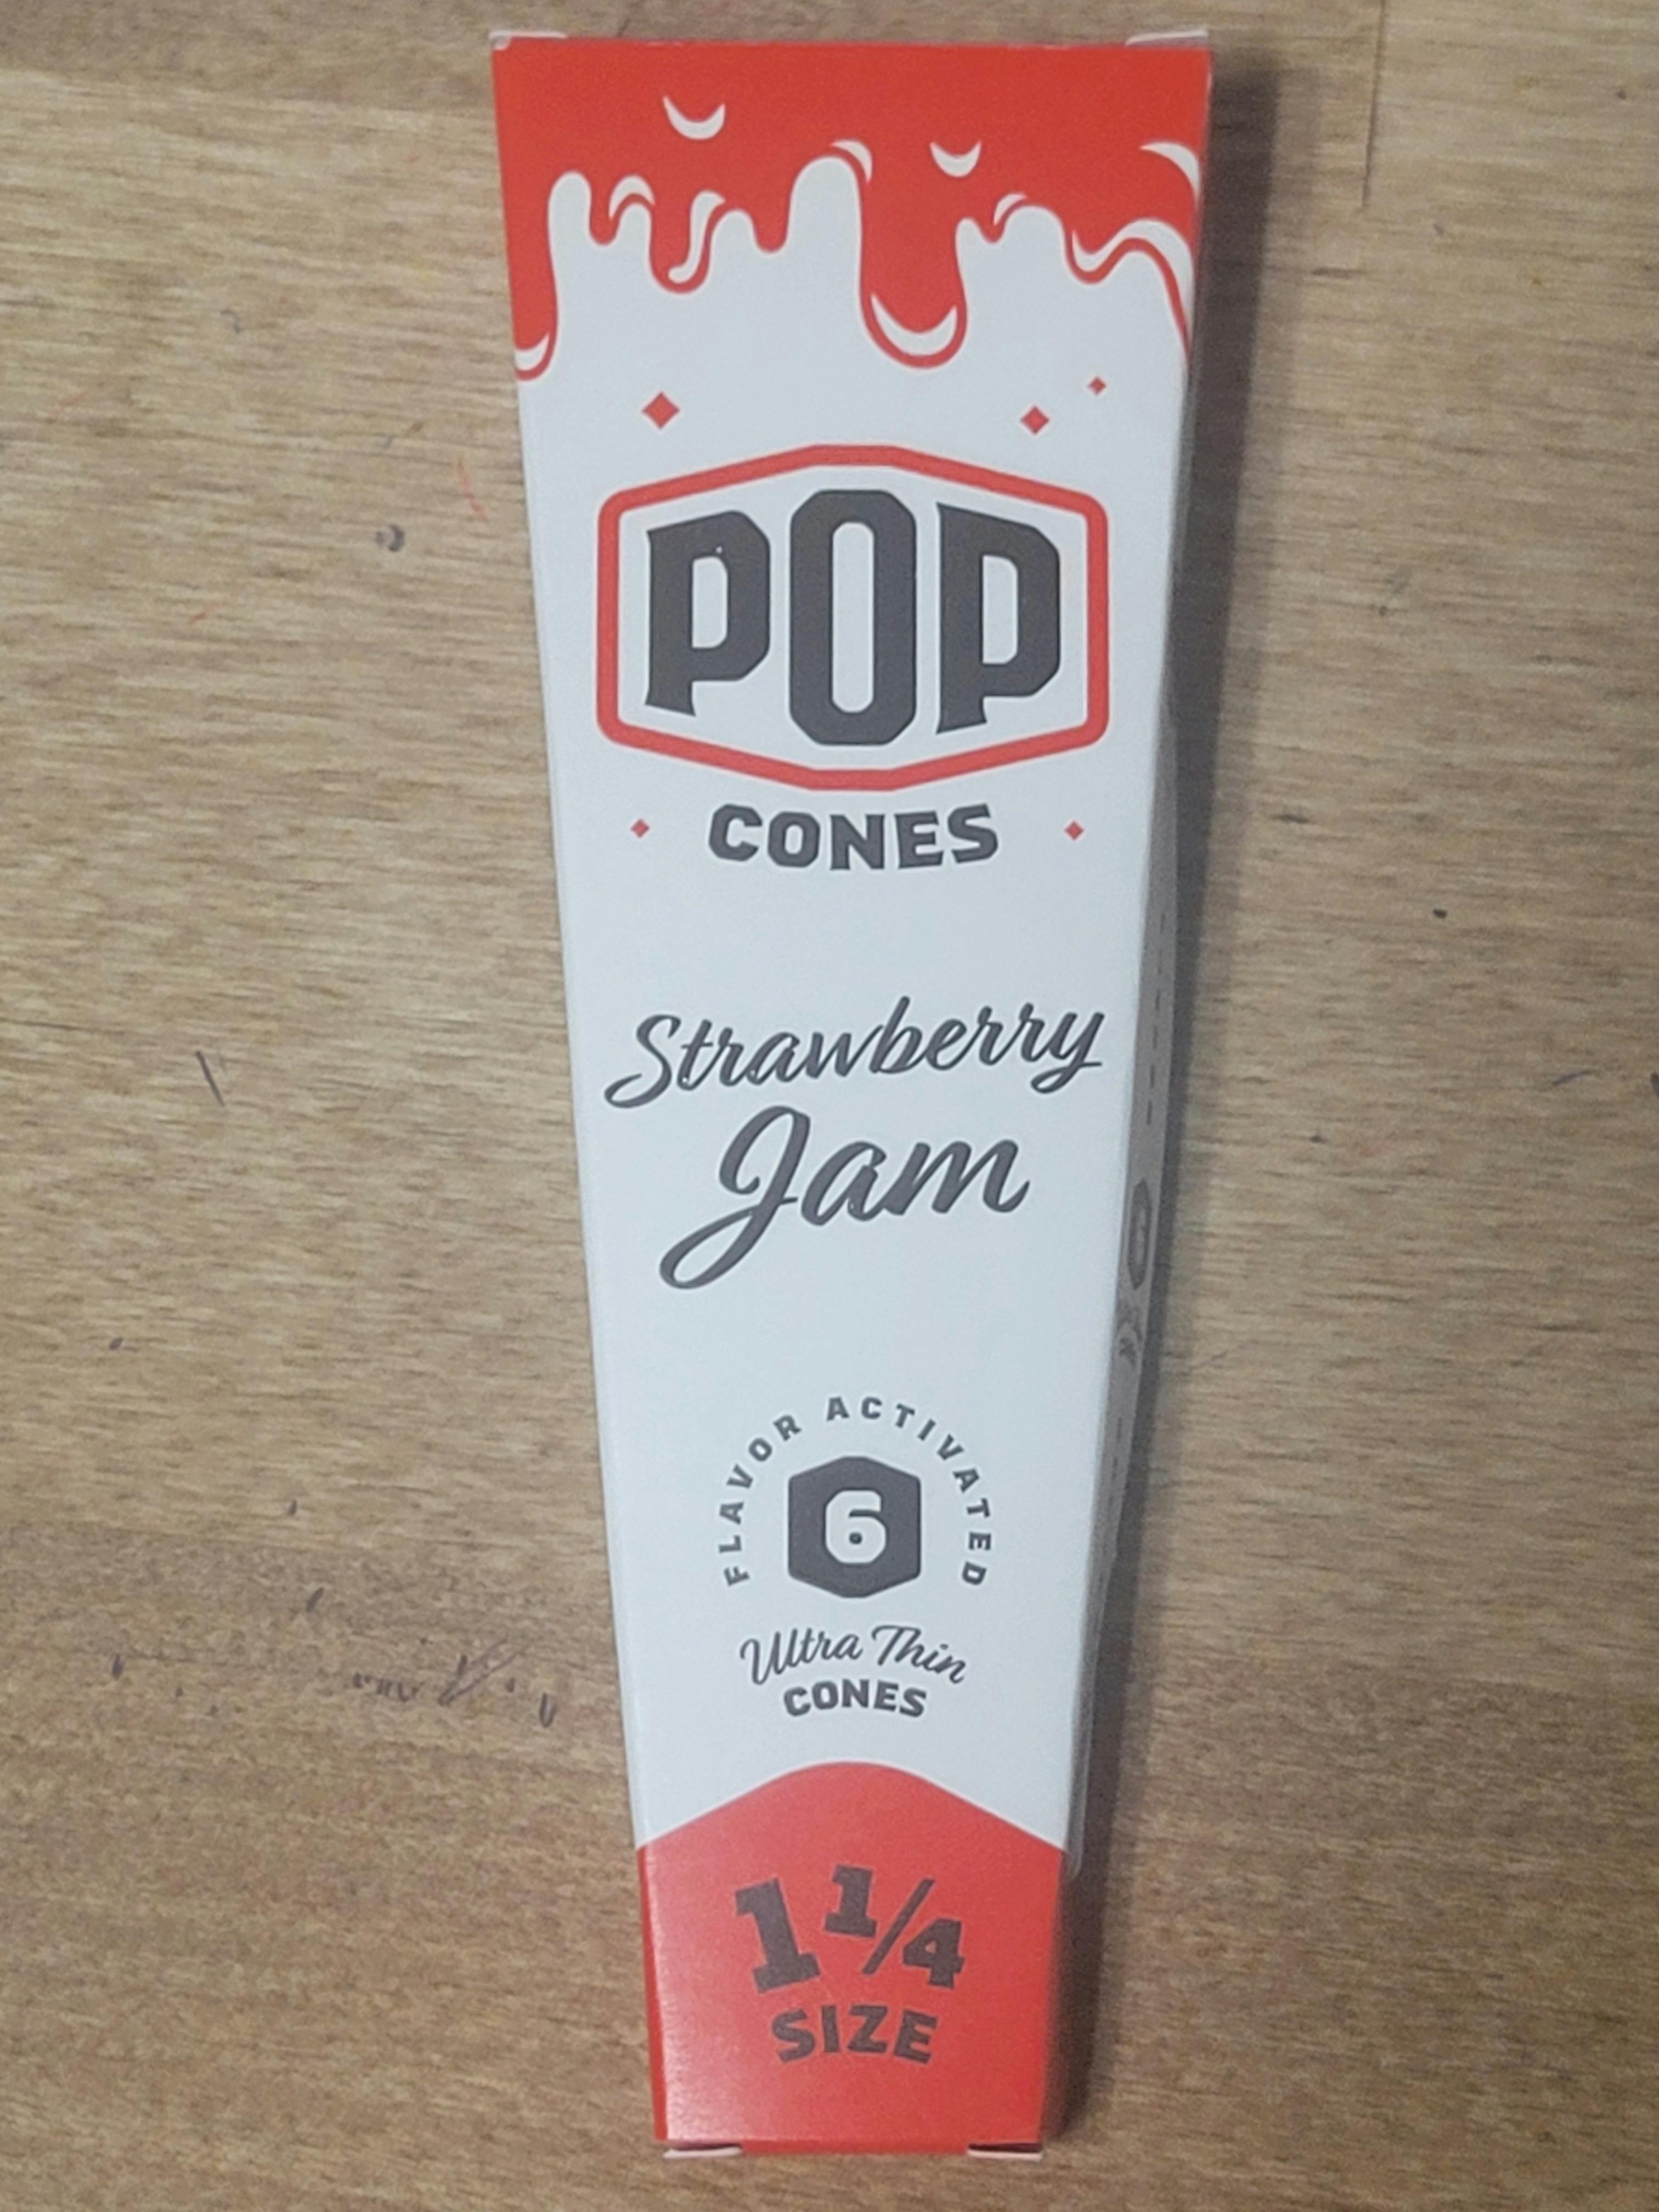 POP
CONES
Strawberry
Jam
FLAVOR ACTIVATED
6
Ultra Thin
CONES
1 1/4
SIZE